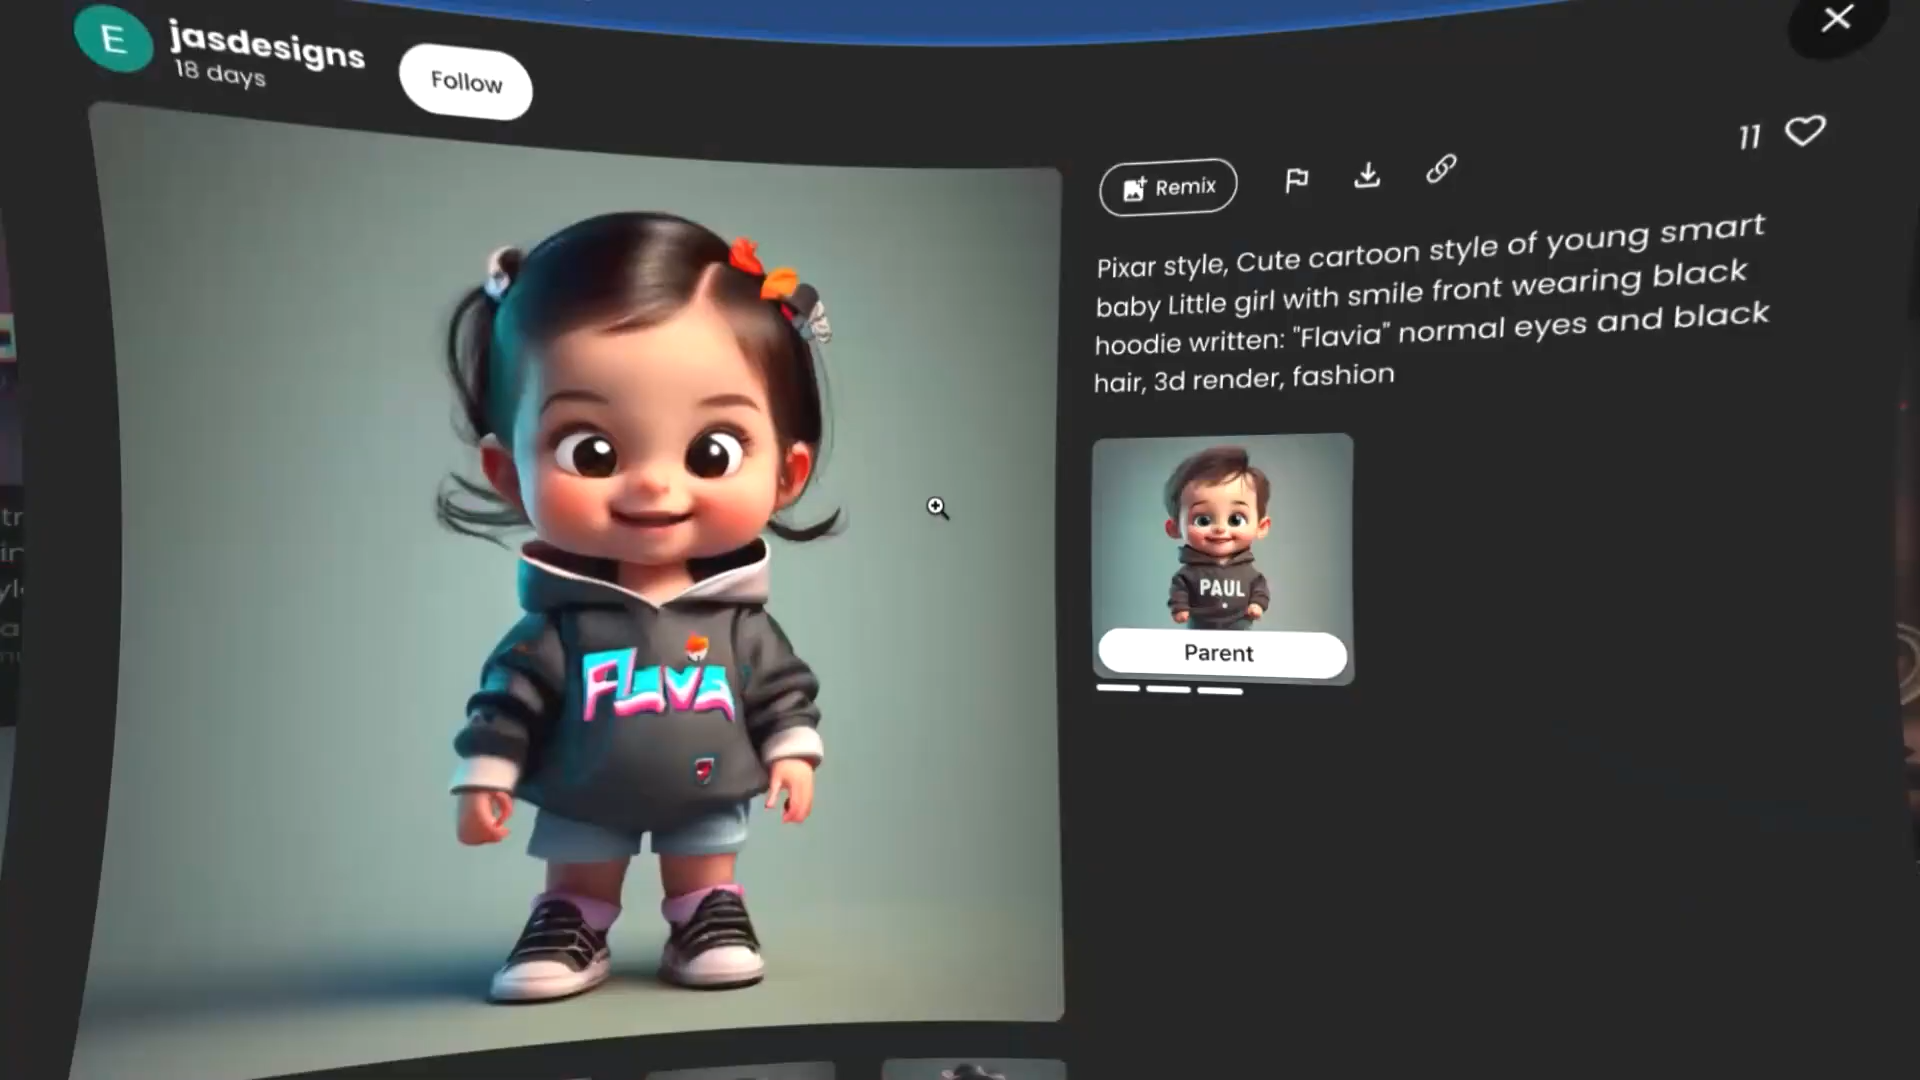 E
jasdesigns
18 days
Follow
11
Remix
Pixar style, Cute cartoon style of young smart
baby Little girl with smile front wearing black
hoodie written: "Flavia" normal eyes and black
hair, 3d render, fashion
Flava
PAUL
Parent